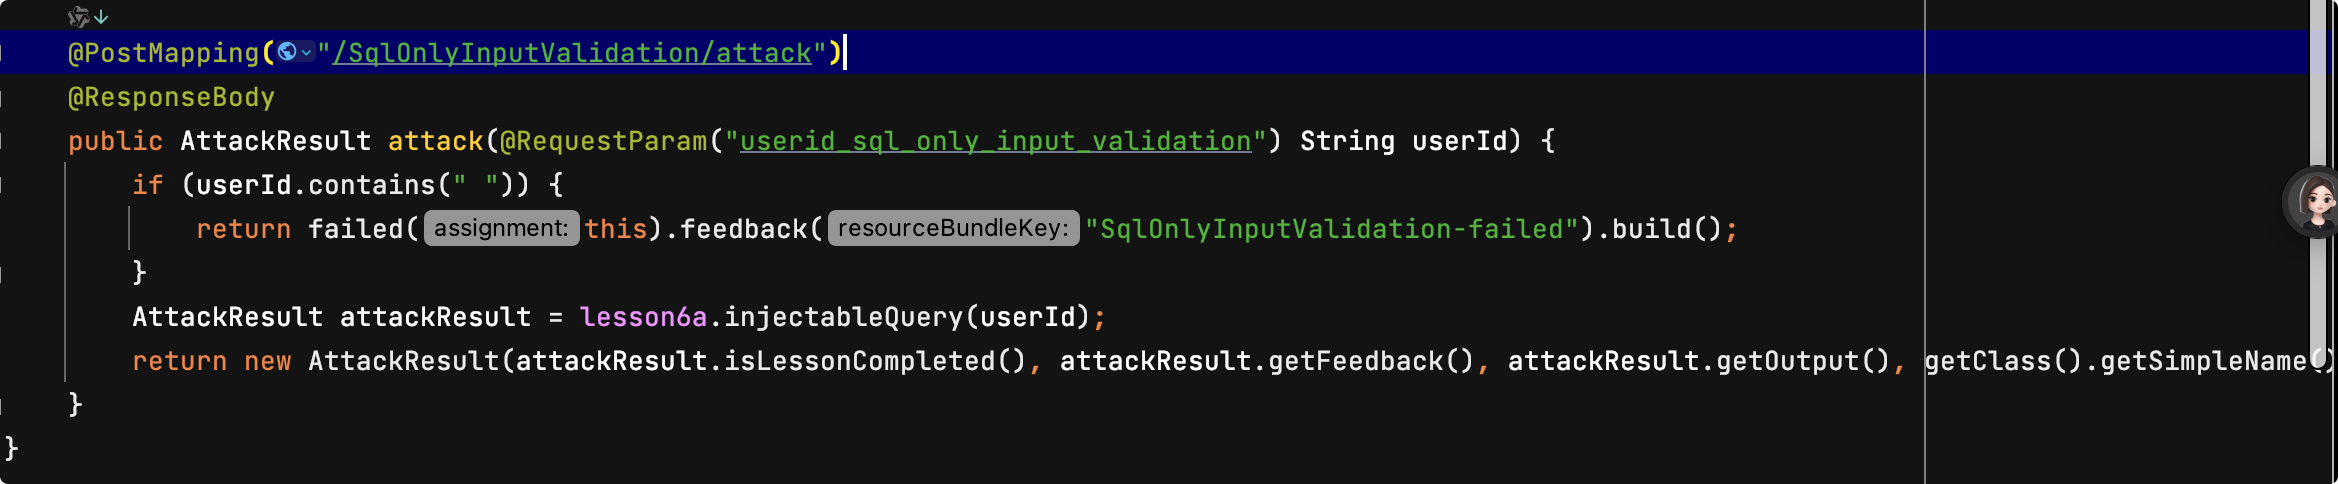 @PostMapping("/SqlOnlyInputValidation/attack")
@ResponseBody
public AttackResult attack(@RequestParam("userid_sql_only_input_validation") String userId) {
if (userId.contains(" ")) {
return failed( assignment: this).feedback( resourceBundleKey: "SqlOnlyInputValidation-failed").build();
}
AttackResult attackResult = lesson6a.injectableQuery(userId);
return new AttackResult(attackResult.isLessonCompleted(), attackResult.getFeedback(), attackResult.getOutput(), getClass().getSimpleName()
}
}